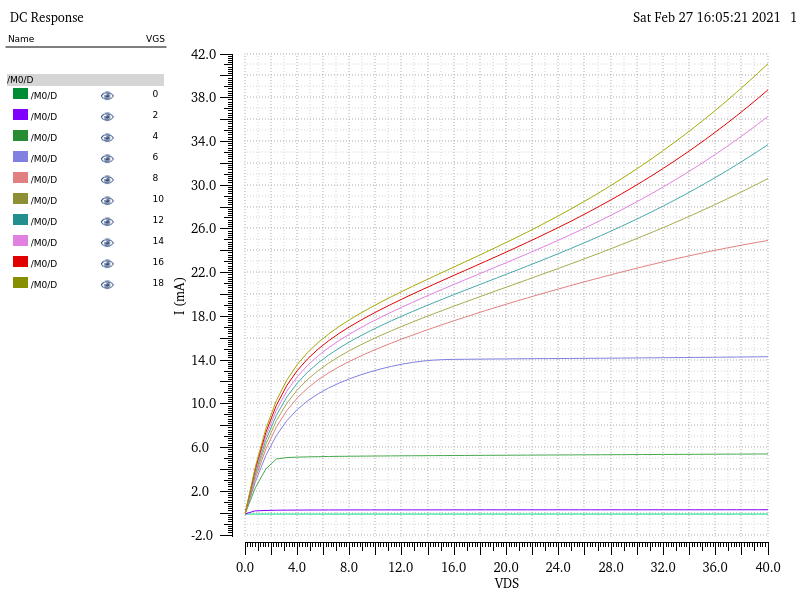 DC Response
Sat Feb 27 16:05:21 2021 1
Name VGS
/M0/D
/M0/D 0
/M0/D 2
/M0/D 4
/M0/D 6
/M0/D 8
/M0/D 10
/M0/D 12
/M0/D 14
/M0/D 16
/M0/D 18
I (mA)
42.0
38.0
34.0
30.0
26.0
22.0
18.0
14.0
10.0
6.0
2.0
-2.0
0.0 4.0 8.0 12.0 16.0 20.0 24.0 28.0 32.0 36.0 40.0
VDS